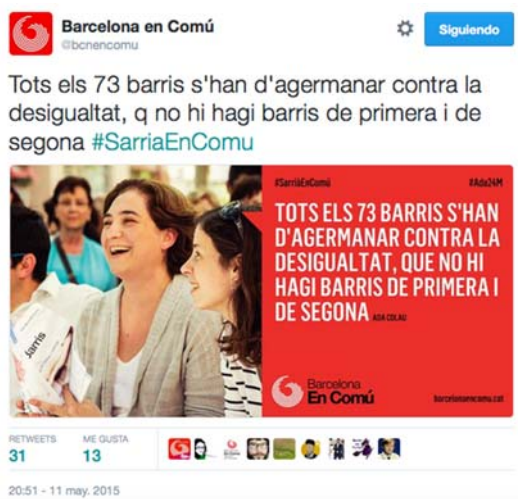 Barcelona en Comú
@bcnencomu
Siguiendo
Tots els 73 barris s'han d'agermanar contra la
desigualtat, q no hi hagi barris de primera i de
segona #SarriaEnComu
#SarriàEnComú
#Ada24M
TOTS ELS 73 BARRIS S'HAN
D'AGERMANAR CONTRA LA
DESIGUALTAT, QUE NO HI
HAGI BARRIS DE PRIMERA I
DE SEGONA ADA COLAU
Barris
Barcelona
En Comú
barcelonaencomu.cat
RETWEETS
31
ME GUSTA
13
20:51 - 11 may. 2015